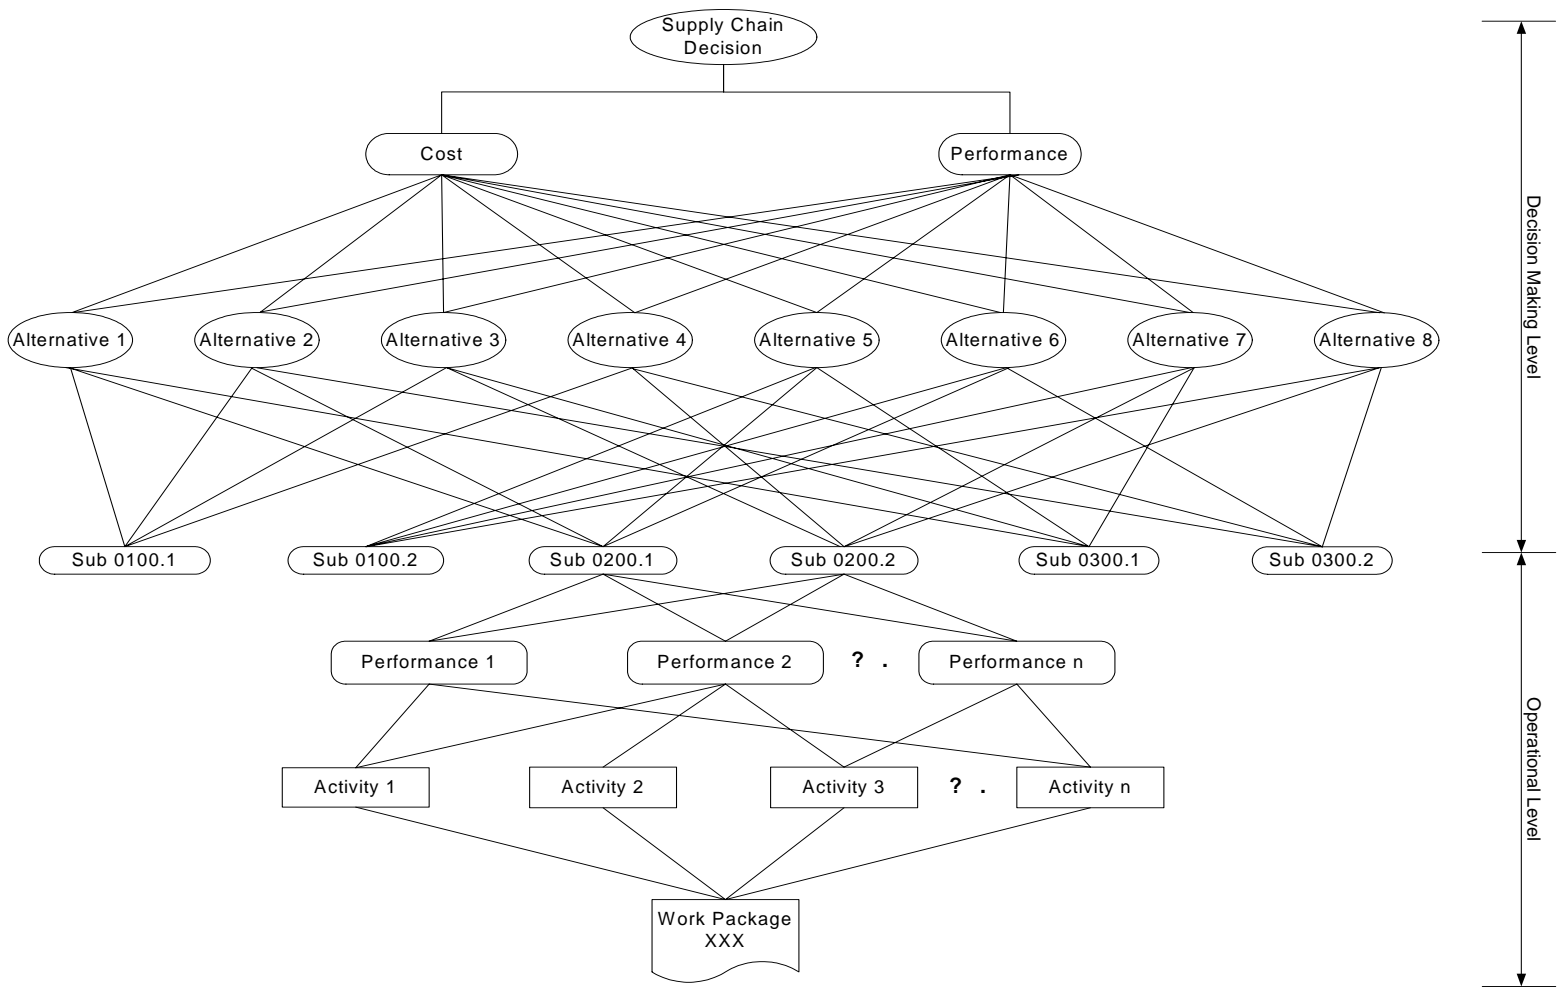 Supply Chain
Decision
Cost
Performance
Alternative 1
Alternative 2
Alternative 3
Alternative 4
Alternative 5
Alternative 6
Alternative 7
Alternative 8
Decision Making Level
Sub 0100.1
Sub 0100.2
Sub 0200.1
Sub 0200.2
Sub 0300.1
Sub 0300.2
Performance 1
Performance 2
? .
Performance n
Activity 1
Activity 2
Activity 3
? .
Activity n
Operational Level
Work Package
XXX